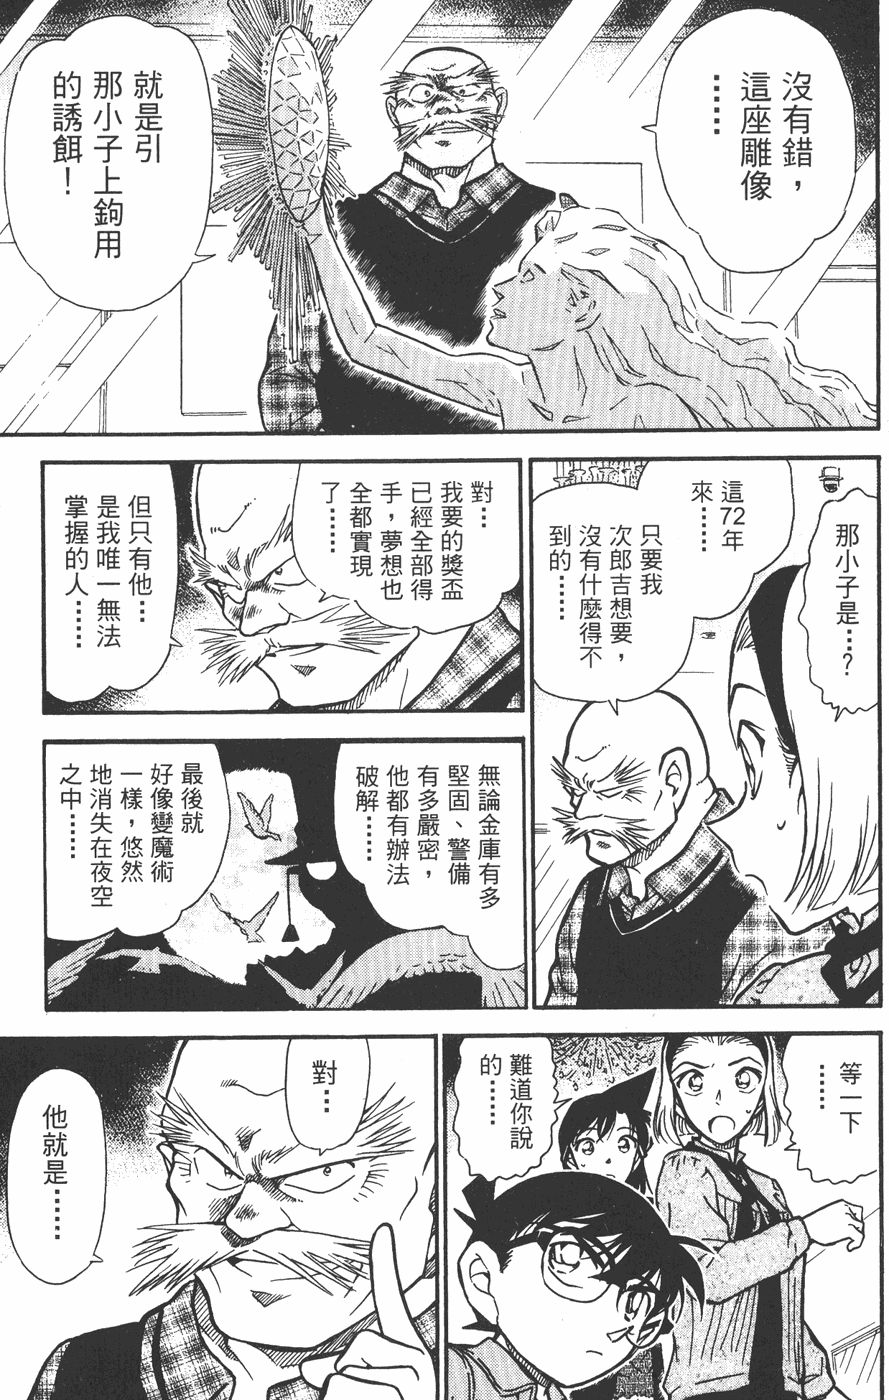 沒有錯，
這座雕像
……
就是引
那小子上鉤用
的誘餌！
那小子是…？
這72年
來……
只要我
次郎吉想要，
沒有什麼得不
到的……
對…
我要的獎盃
已經全部得
手，夢想也
全都實現
了……
但只有他…
是我唯一無法
掌握的人……
無論金庫有多
堅固、警備
有多嚴密，
他都有辦法
破解……
最後就
好像變魔術
一樣，悠然
地消失在夜空
之中……
等一下
……
難道你說
的……
對…
他就是……